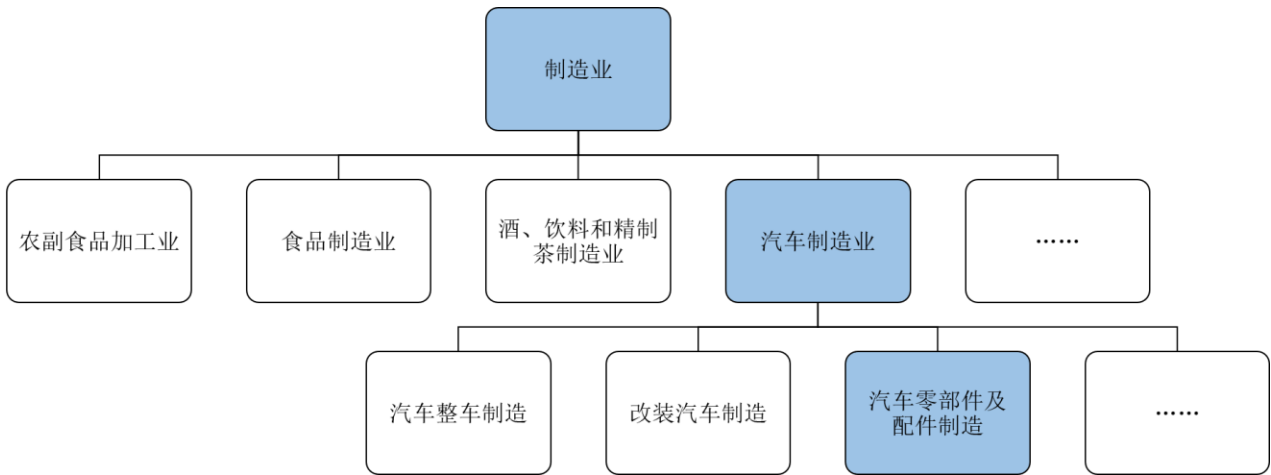 制造业
农副食品加工业
食品制造业
酒、饮料和精制
茶制造业
汽车制造业
……
汽车整车制造
改装汽车制造
汽车零部件及
配件制造
……